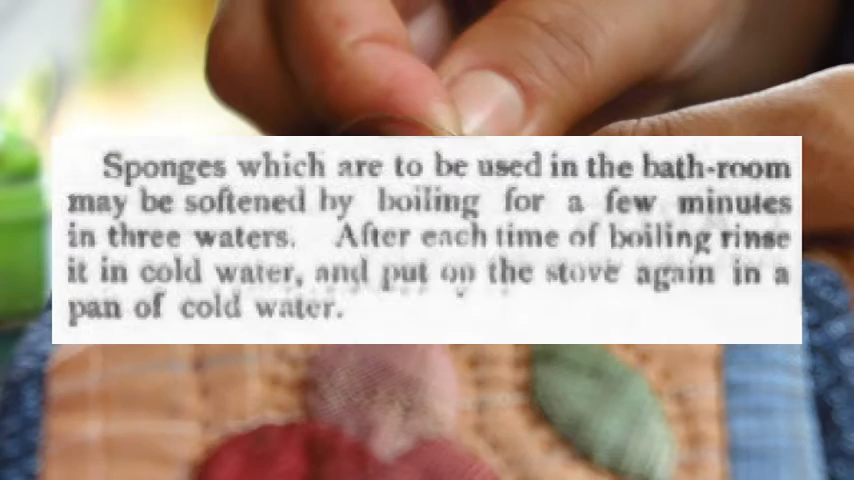 Sponges which are to be used in the bath-room
may be softened by boiling for a few minutes
in three waters. After each time of boiling rinse
it in cold water, and put on the stove again in a
pan of cold water.